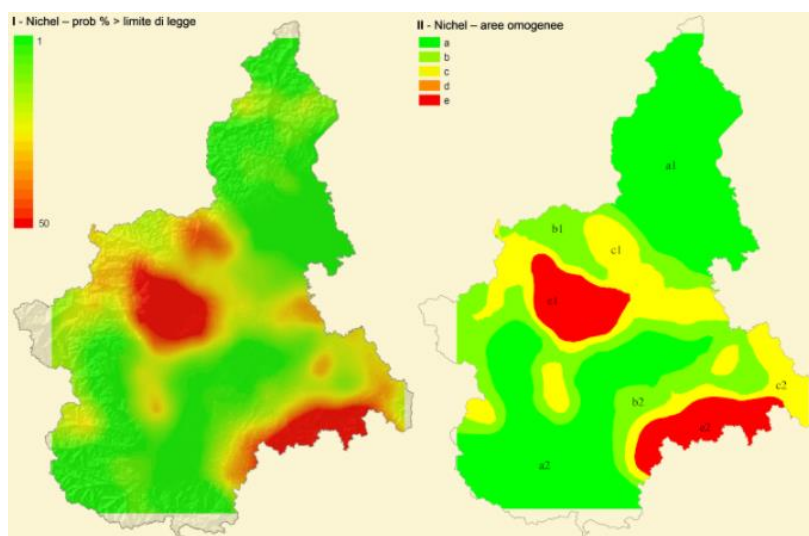 I - Nichel – prob % > limite di legge
1
50
II - Nichel – aree omogenee
a
b
c
d
e
a1
b1
c1
e1
c2
b2
e2
a2